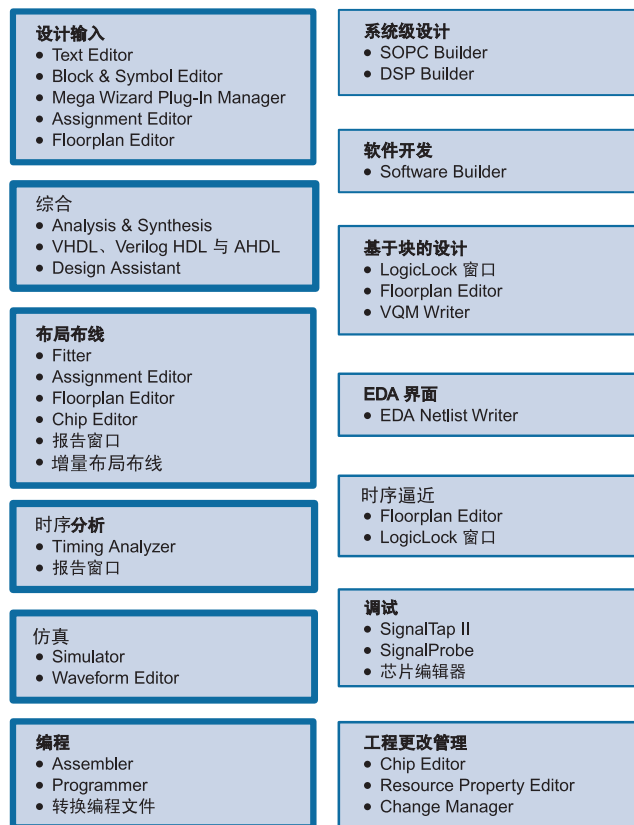 设计输入
• Text Editor
• Block & Symbol Editor
• Mega Wizard Plug-In Manager
• Assignment Editor
• Floorplan Editor
综合
• Analysis & Synthesis
• VHDL、Verilog HDL 与 AHDL
• Design Assistant
布局布线
• Fitter
• Assignment Editor
• Floorplan Editor
• Chip Editor
• 报告窗口
• 增量布局布线
时序分析
• Timing Analyzer
• 报告窗口
仿真
• Simulator
• Waveform Editor
编程
• Assembler
• Programmer
• 转换编程文件
系统级设计
• SOPC Builder
• DSP Builder
软件开发
• Software Builder
基于块的设计
• LogicLock 窗口
• Floorplan Editor
• VQM Writer
EDA 界面
• EDA Netlist Writer
时序逼近
• Floorplan Editor
• LogicLock 窗口
调试
• SignalTap II
• SignalProbe
• 芯片编辑器
工程更改管理
• Chip Editor
• Resource Property Editor
• Change Manager